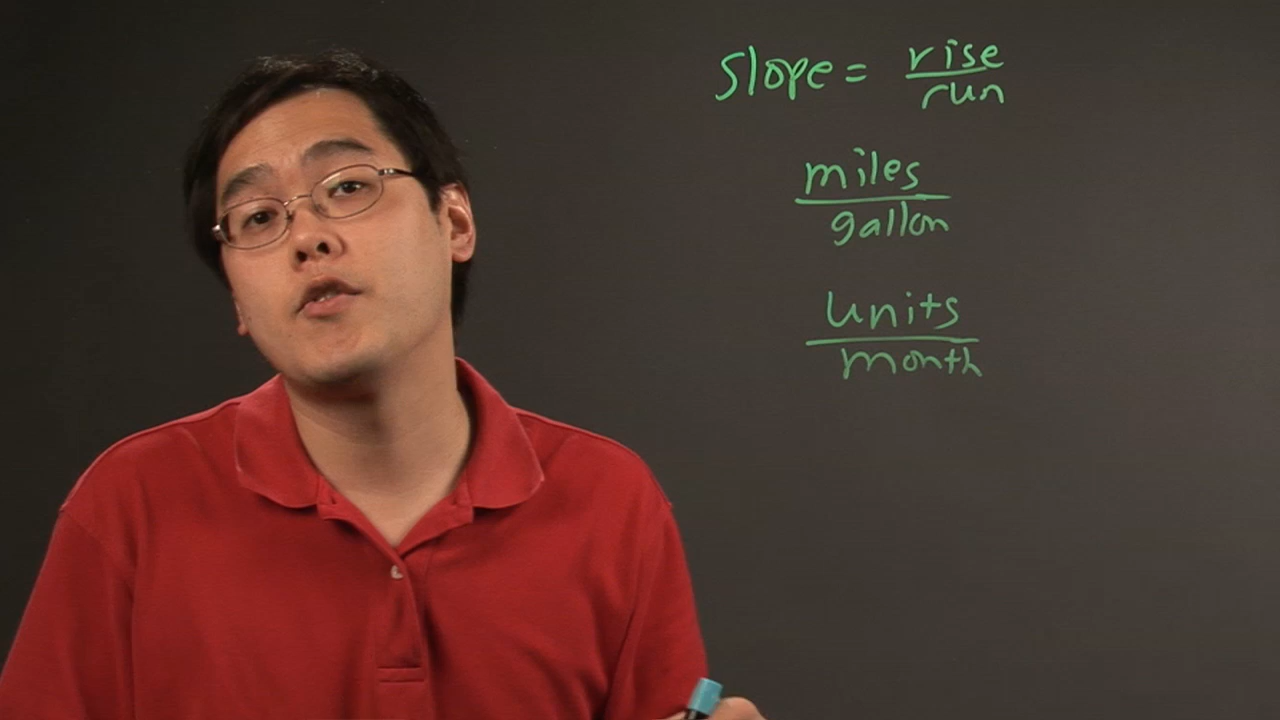 Slope = rise
run
miles
gallon
units
month